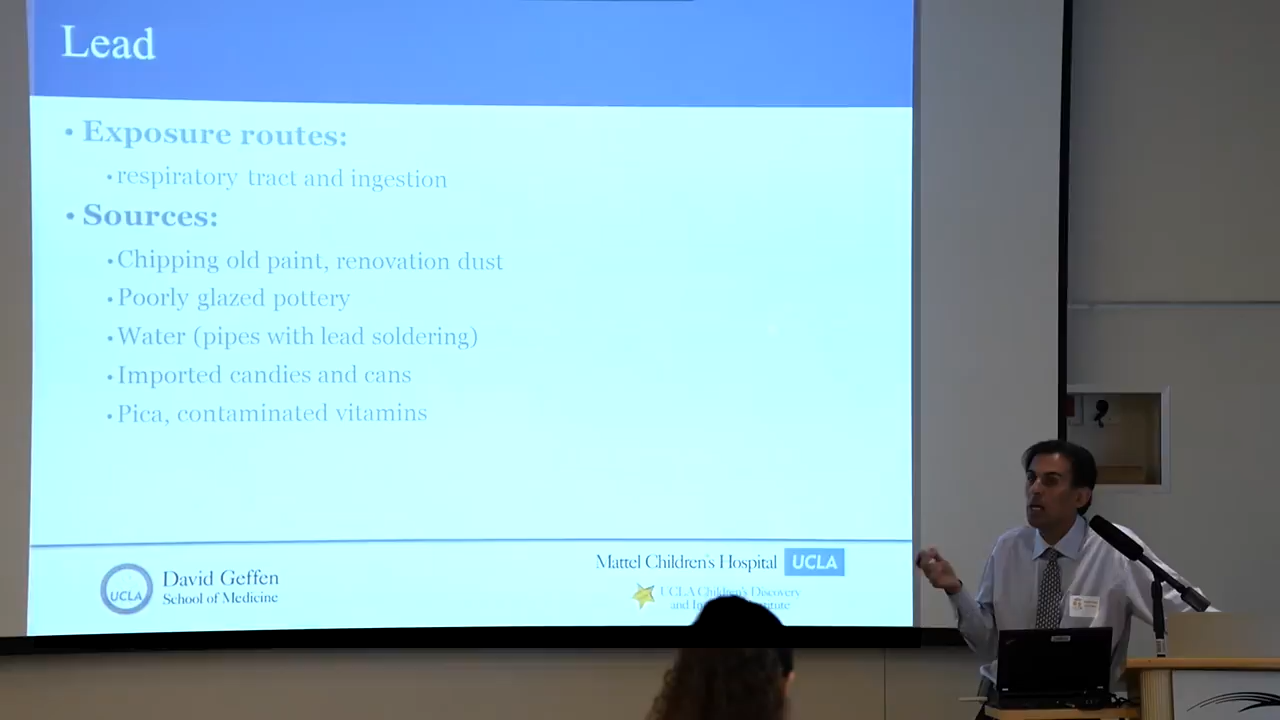 Lead
• Exposure routes:
• respiratory tract and ingestion
• Sources:
• Chipping old paint, renovation dust
• Poorly glazed pottery
• Water (pipes with lead soldering)
• Imported candies and cans
• Pica, contaminated vitamins
UCLA
David Geffen
School of Medicine
Mattel Children's Hospital UCLA
UCLA Children's Discovery
and